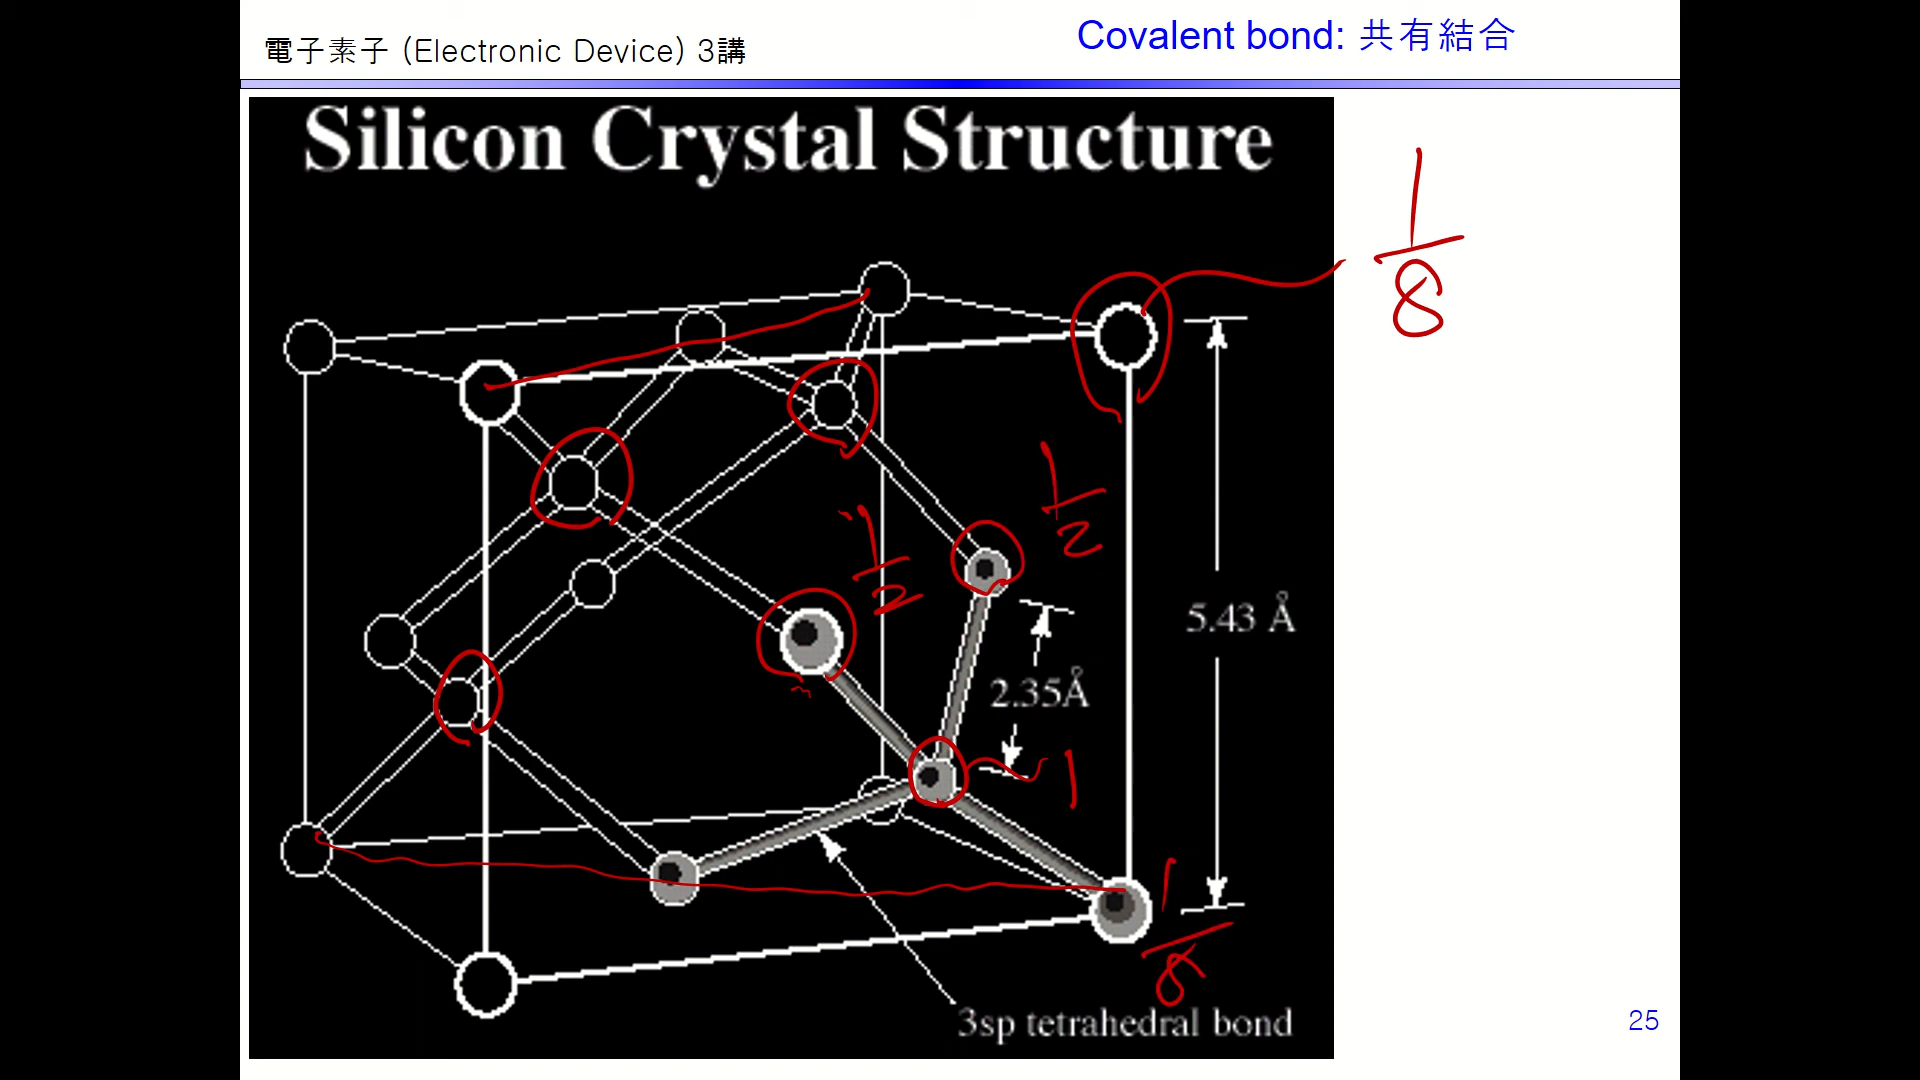 電子素子 (Electronic Device) 3講
Covalent bond: 共有結合
Silicon Crystal Structure
1
8
1
2
1
2
5.43 Å
2.35Å
1
1
8
3sp tetrahedral bond
25